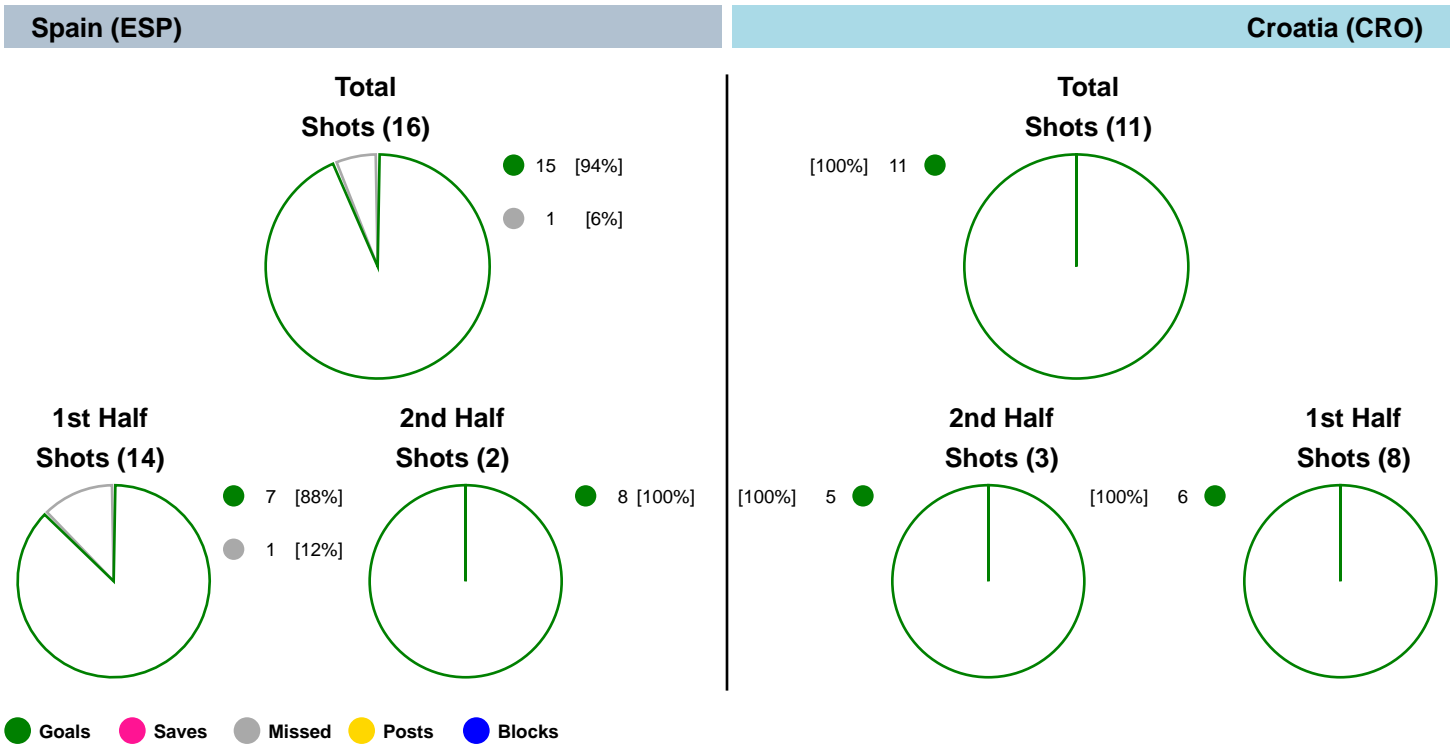 Spain (ESP)
Croatia (CRO)
Total
Shots (16)
15 [94%]
1 [6%]
Total
Shots (11)
[100%] 11
1st Half
Shots (14)
7 [88%]
1 [12%]
2nd Half
Shots (2)
8 [100%]
2nd Half
Shots (3)
[100%] 5
1st Half
Shots (8)
[100%] 6
Goals Saves Missed Posts Blocks